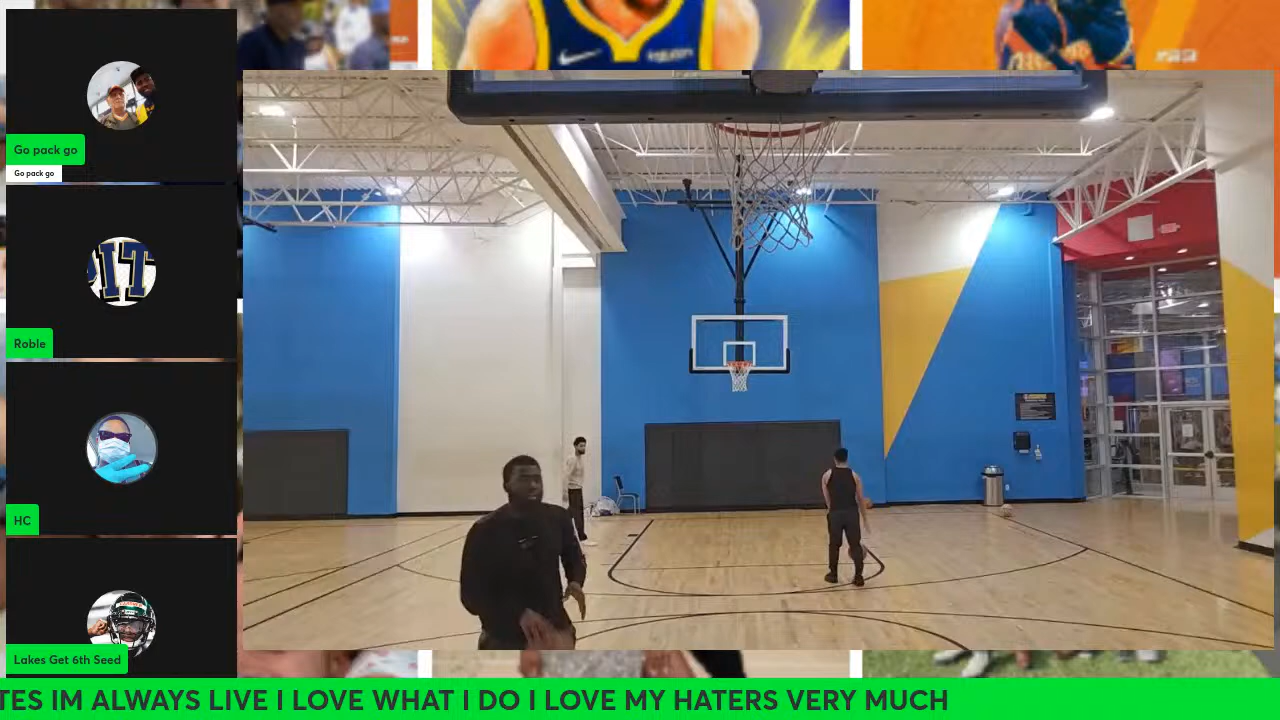 Go pack go
Go pack go
IT
Roble
HC
Lakes Get 6th Seed
TES IM ALWAYS LIVE I LOVE WHAT I DO I LOVE MY HATERS VERY MUCH